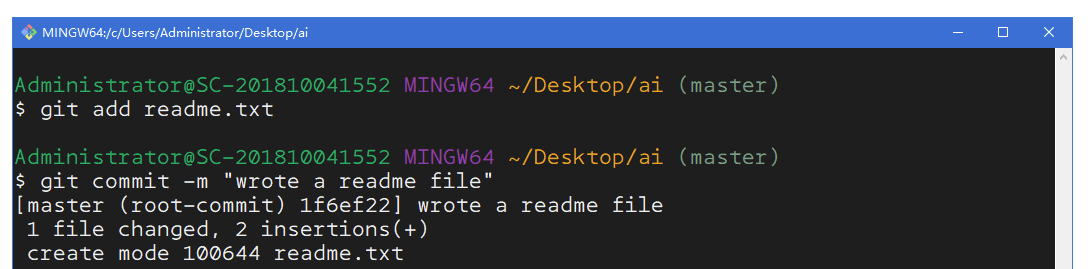 MINGW64:/c/Users/Administrator/Desktop/ai
Administrator@SC-201810041552 MINGW64 ~/Desktop/ai (master)
$ git add readme.txt
Administrator@SC-201810041552 MINGW64 ~/Desktop/ai (master)
$ git commit -m "wrote a readme file"
[master (root-commit) 1f6ef22] wrote a readme file
 1 file changed, 2 insertions(+)
 create mode 100644 readme.txt